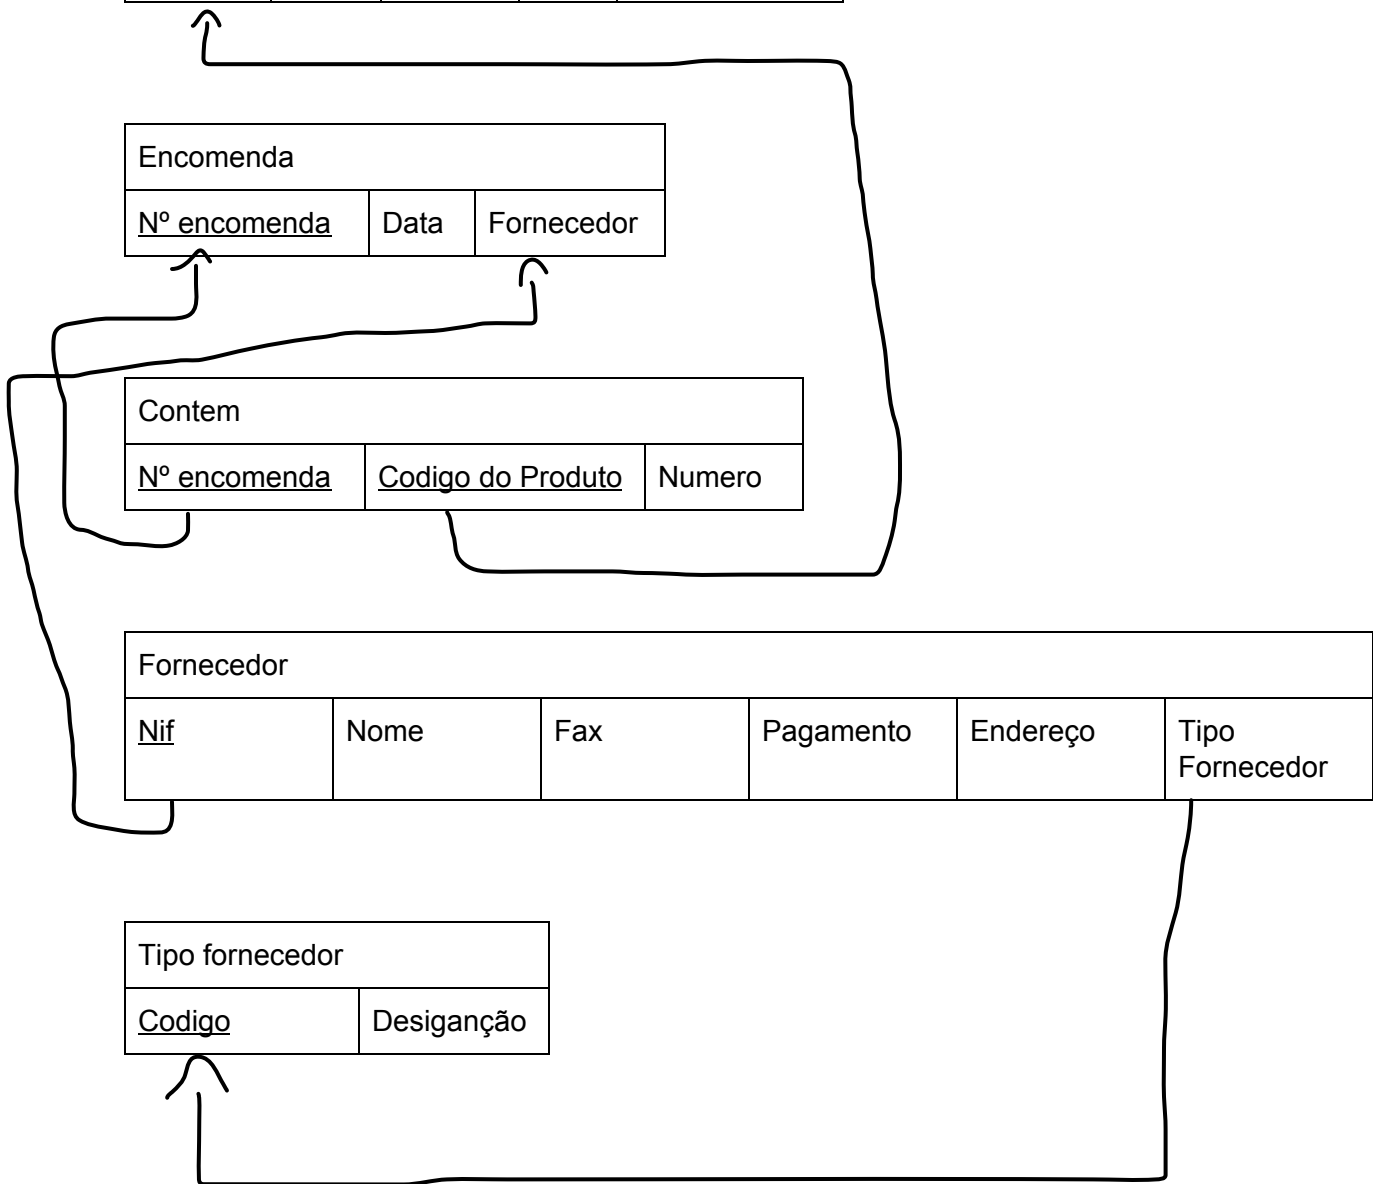 Encomenda
Nº encomenda Data Fornecedor
Contem
Nº encomenda Codigo do Produto Numero
Fornecedor
Nif Nome Fax Pagamento Endereço Tipo
Fornecedor
Tipo fornecedor
Codigo Desiganção